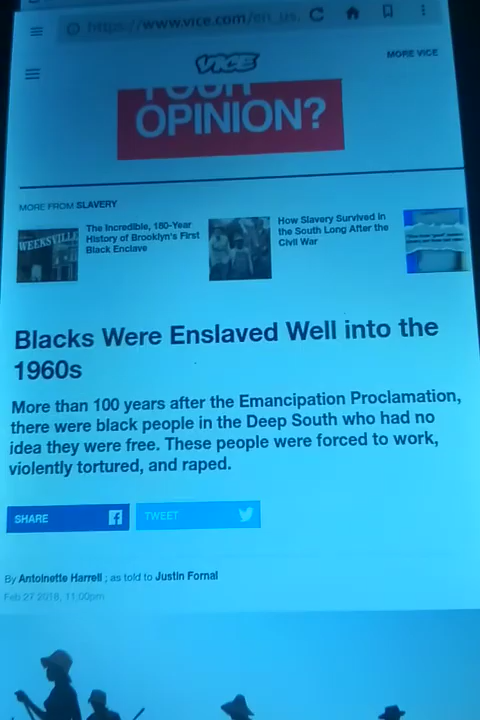 https://www.vice.com/en_us.
VICE
MORE VICE
YOUR
OPINION?
MORE FROM SLAVERY
WEEKSVILLE
The Incredible, 180-Year
History of Brooklyn's First
Black Enclave
How Slavery Survived in
the South Long After the
Civil War
Blacks Were Enslaved Well into the
1960s
More than 100 years after the Emancipation Proclamation,
there were black people in the Deep South who had no
idea they were free. These people were forced to work,
violently tortured, and raped.
SHARE
TWEET
By Antoinette Harrell ; as told to Justin Fornal
Feb 27 2018, 11:00pm